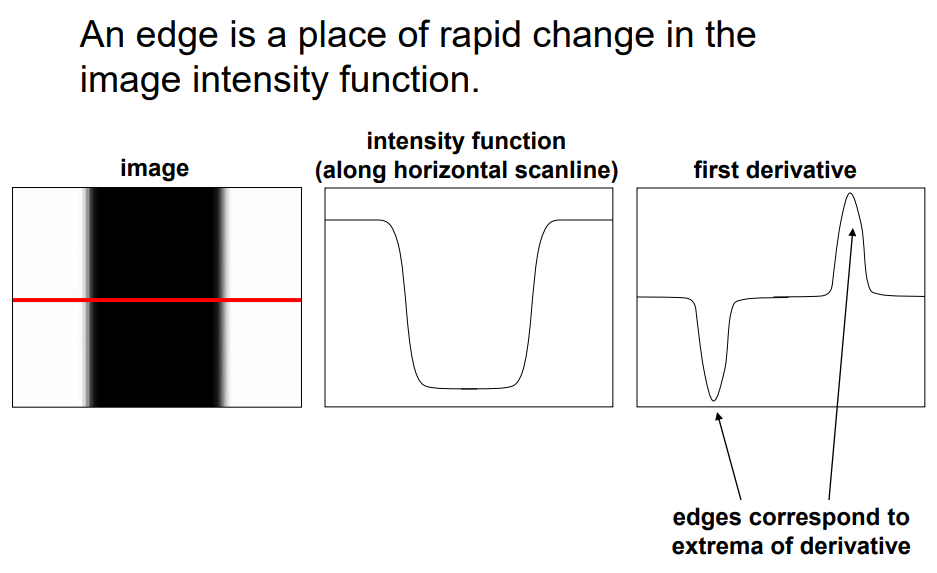 An edge is a place of rapid change in the
image intensity function.
image
intensity function
(along horizontal scanline)
first derivative
edges correspond to
extrema of derivative